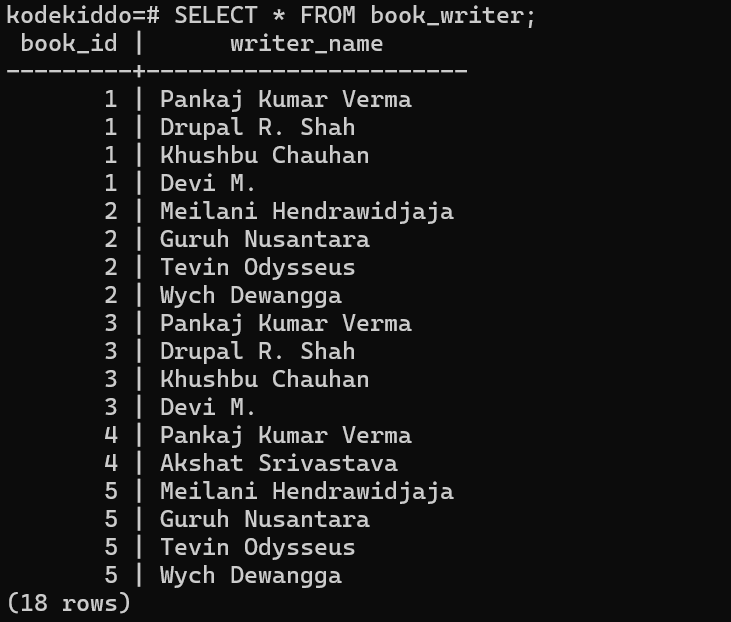 kodekiddo=# SELECT * FROM book_writer;
 book_id |      writer_name
---------+-----------------------
       1 | Pankaj Kumar Verma
       1 | Drupal R. Shah
       1 | Khushbu Chauhan
       1 | Devi M.
       2 | Meilani Hendrawidjaja
       2 | Guruh Nusantara
       2 | Tevin Odysseus
       2 | Wych Dewangga
       3 | Pankaj Kumar Verma
       3 | Drupal R. Shah
       3 | Khushbu Chauhan
       3 | Devi M.
       4 | Pankaj Kumar Verma
       4 | Akshat Srivastava
       5 | Meilani Hendrawidjaja
       5 | Guruh Nusantara
       5 | Tevin Odysseus
       5 | Wych Dewangga
(18 rows)